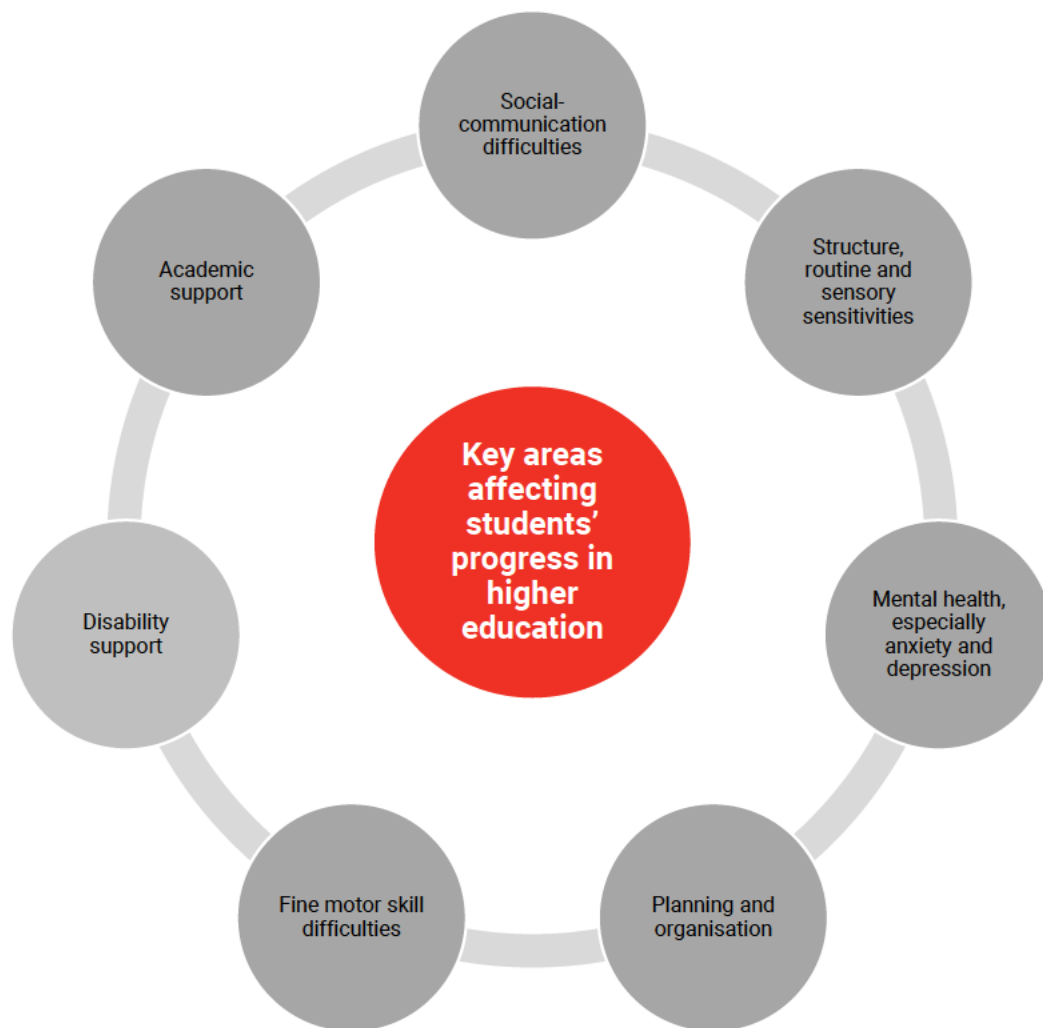 Social-
communication
difficulties
Structure,
routine and
sensory
sensitivities
Mental health,
especially
anxiety and
depression
Planning and
organisation
Fine motor skill
difficulties
Disability
support
Academic
support
Key areas
affecting
students’
progress in
higher
education